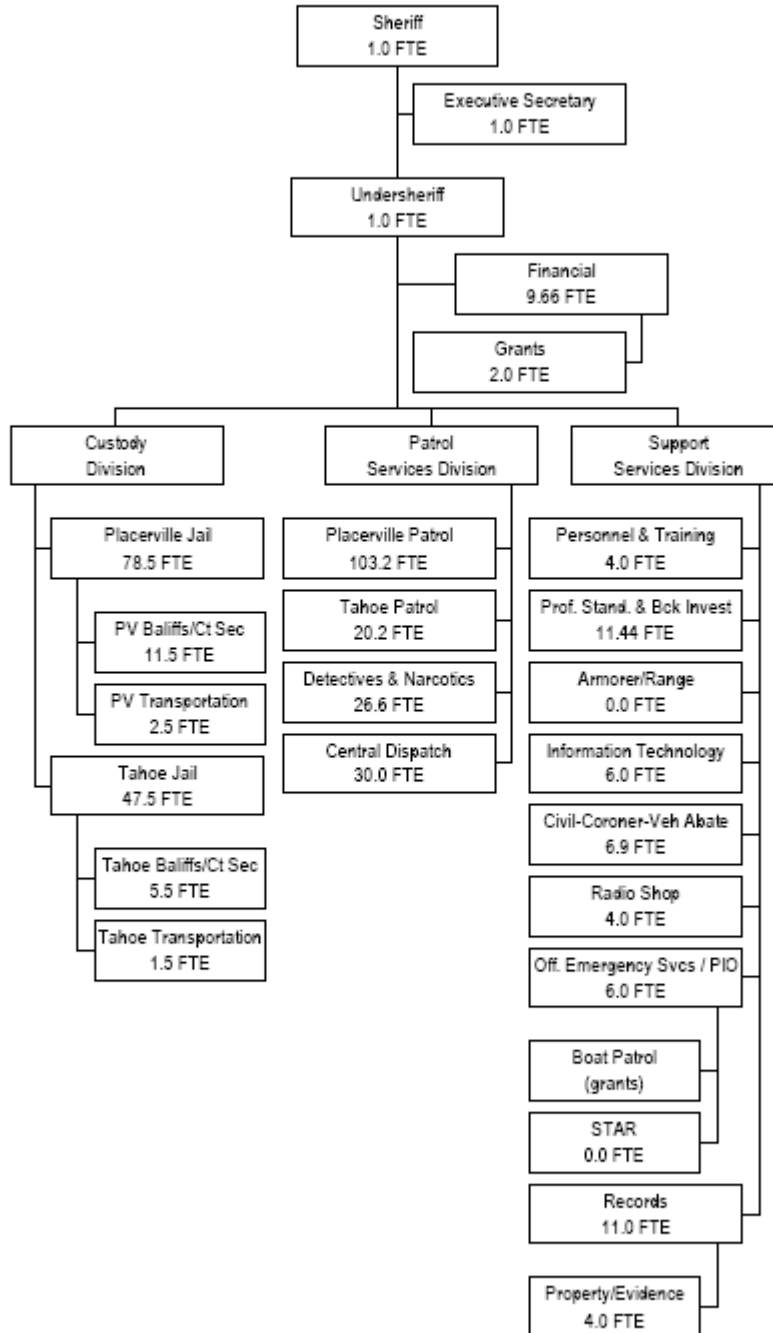 Sheriff
1.0 FTE
Executive Secretary
1.0 FTE
Undersheriff
1.0 FTE
Financial
9.66 FTE
Grants
2.0 FTE
Custody
Division
Placerville Jail
78.5 FTE
PV Baliffs/Ct Sec
11.5 FTE
PV Transportation
2.5 FTE
Tahoe Jail
47.5 FTE
Tahoe Baliffs/Ct Sec
5.5 FTE
Tahoe Transportation
1.5 FTE
Patrol
Services Division
Placerville Patrol
103.2 FTE
Tahoe Patrol
20.2 FTE
Detectives & Narcotics
26.6 FTE
Central Dispatch
30.0 FTE
Support
Services Division
Personnel & Training
4.0 FTE
Prof. Stand. & Bck Invest
11.44 FTE
Armorer/Range
0.0 FTE
Information Technology
6.0 FTE
Civil-Coroner-Veh Abate
6.9 FTE
Radio Shop
4.0 FTE
Off. Emergency Svcs / PIO
6.0 FTE
Boat Patrol
(grants)
STAR
0.0 FTE
Records
11.0 FTE
Property/Evidence
4.0 FTE